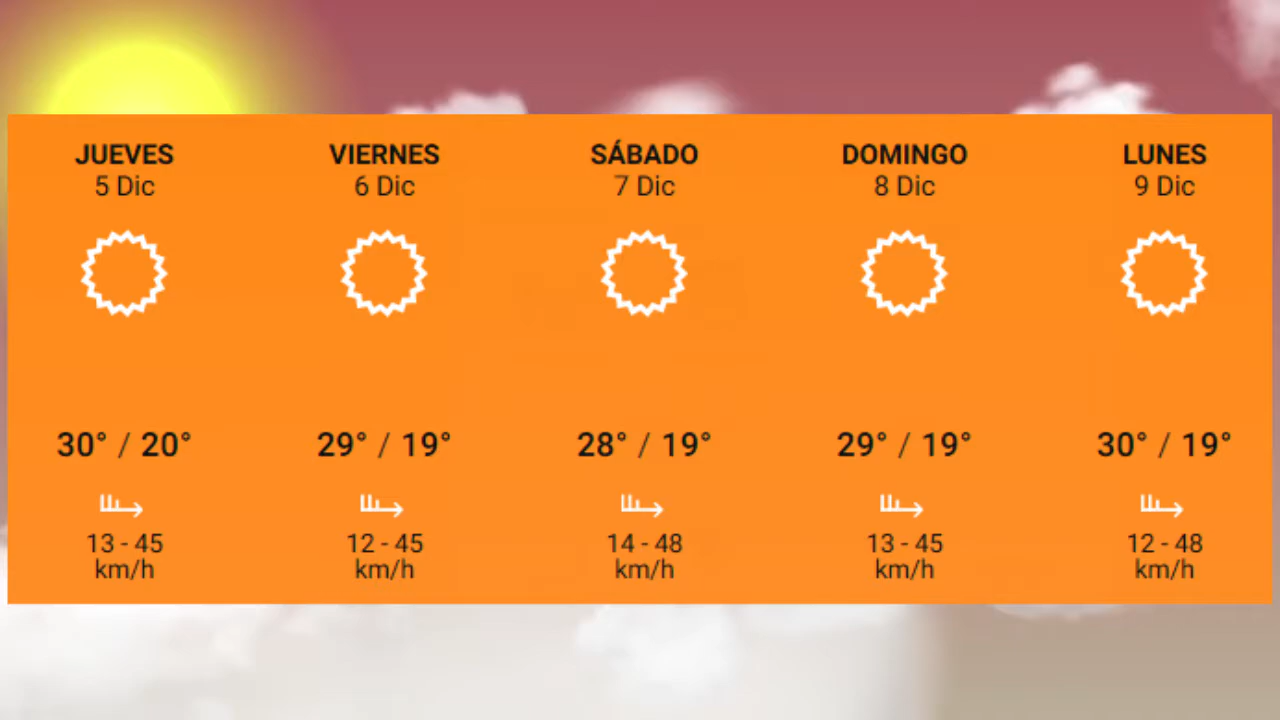 JUEVES
5 Dic
30° / 20°
13 - 45
km/h
VIERNES
6 Dic
29° / 19°
12 - 45
km/h
SÁBADO
7 Dic
28° / 19°
14 - 48
km/h
DOMINGO
8 Dic
29° / 19°
13 - 45
km/h
LUNES
9 Dic
30° / 19°
12 - 48
km/h